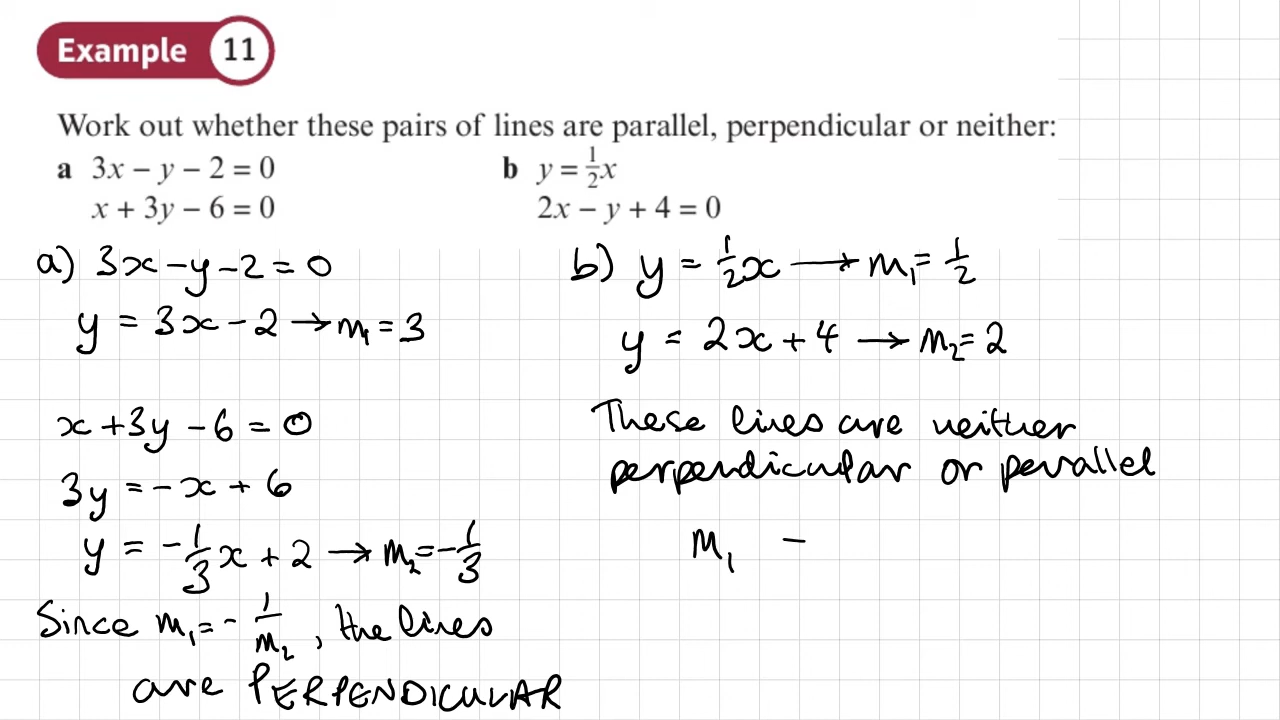 Example 11
Work out whether these pairs of lines are parallel, perpendicular or neither:
a 3x − y − 2 = 0
x + 3y − 6 = 0
b y = ½x
2x − y + 4 = 0
a) 3x − y − 2 = 0
y = 3x − 2 → m₁ = 3
x + 3y − 6 = 0
3y = −x + 6
y = −1/3 x + 2 → m₂ = −1/3
Since m₁ = − 1/m₂ , the lines
are PERPENDICULAR
b) y = ½x → m₁ = ½
y = 2x + 4 → m₂ = 2
These lines are neither
perpendicular or parallel
m₁ −